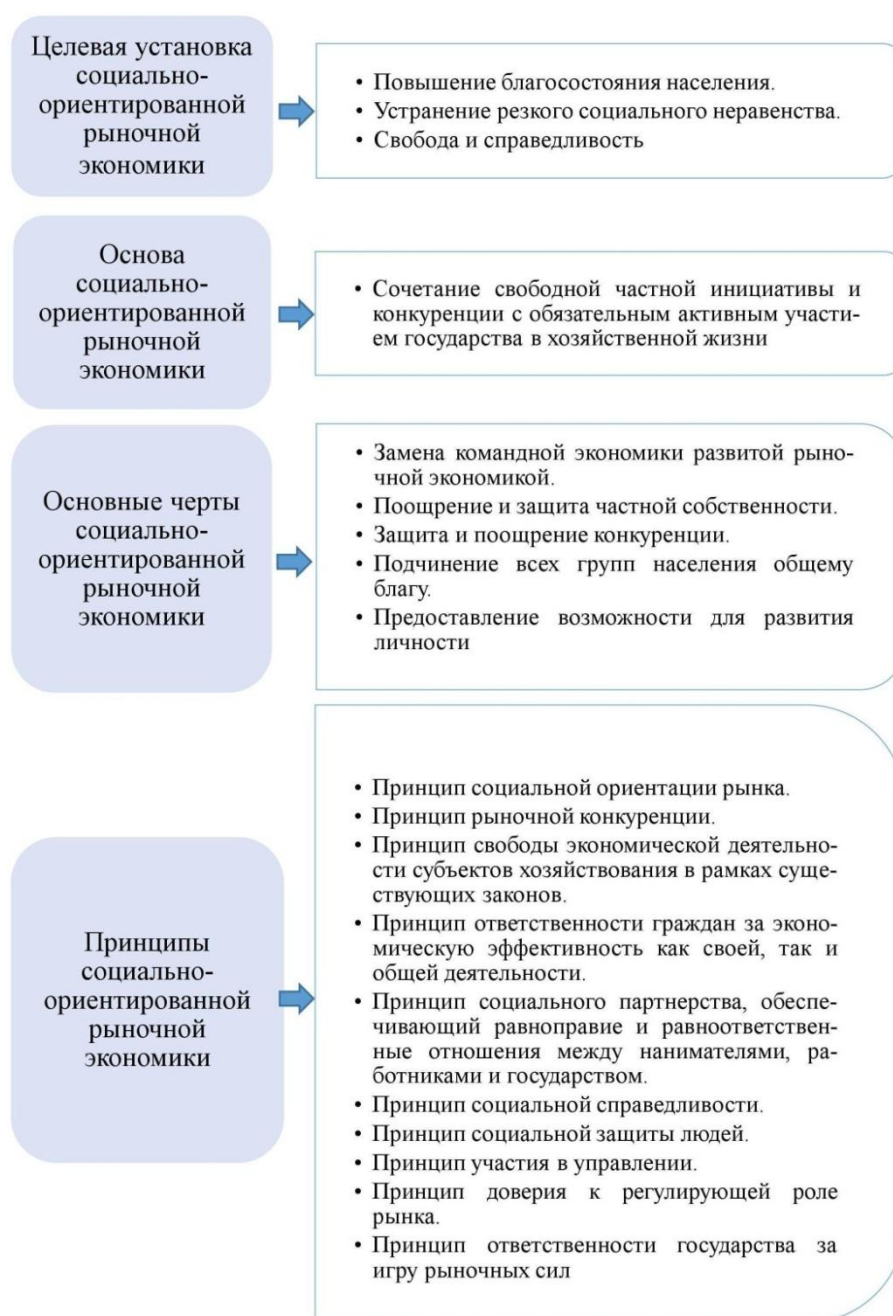 Целевая установка
социально-
ориентированной
рыночной
экономики
• Повышение благосостояния населения.
• Устранение резкого социального неравенства.
• Свобода и справедливость
Основа
социально-
ориентированной
рыночной
экономики
• Сочетание свободной частной инициативы и
конкуренции с обязательным активным участи-
ем государства в хозяйственной жизни
Основные черты
социально-
ориентированной
рыночной
экономики
• Замена командной экономики развитой рыно-
чной экономикой.
• Поощрение и защита частной собственности.
• Защита и поощрение конкуренции.
• Подчинение всех групп населения общему
благу.
• Предоставление возможности для развития
личности
Принципы
социально-
ориентированной
рыночной
экономики
• Принцип социальной ориентации рынка.
• Принцип рыночной конкуренции.
• Принцип свободы экономической деятельно-
сти субъектов хозяйствования в рамках суще-
ствующих законов.
• Принцип ответственности граждан за эконо-
мическую эффективность как своей, так и
общей деятельности.
• Принцип социального партнерства, обеспе-
чивающий равноправие и равноответствен-
ные отношения между нанимателями, ра-
ботниками и государством.
• Принцип социальной справедливости.
• Принцип социальной защиты людей.
• Принцип участия в управлении.
• Принцип доверия к регулирующей роли
рынка.
• Принцип ответственности государства за
игру рыночных сил